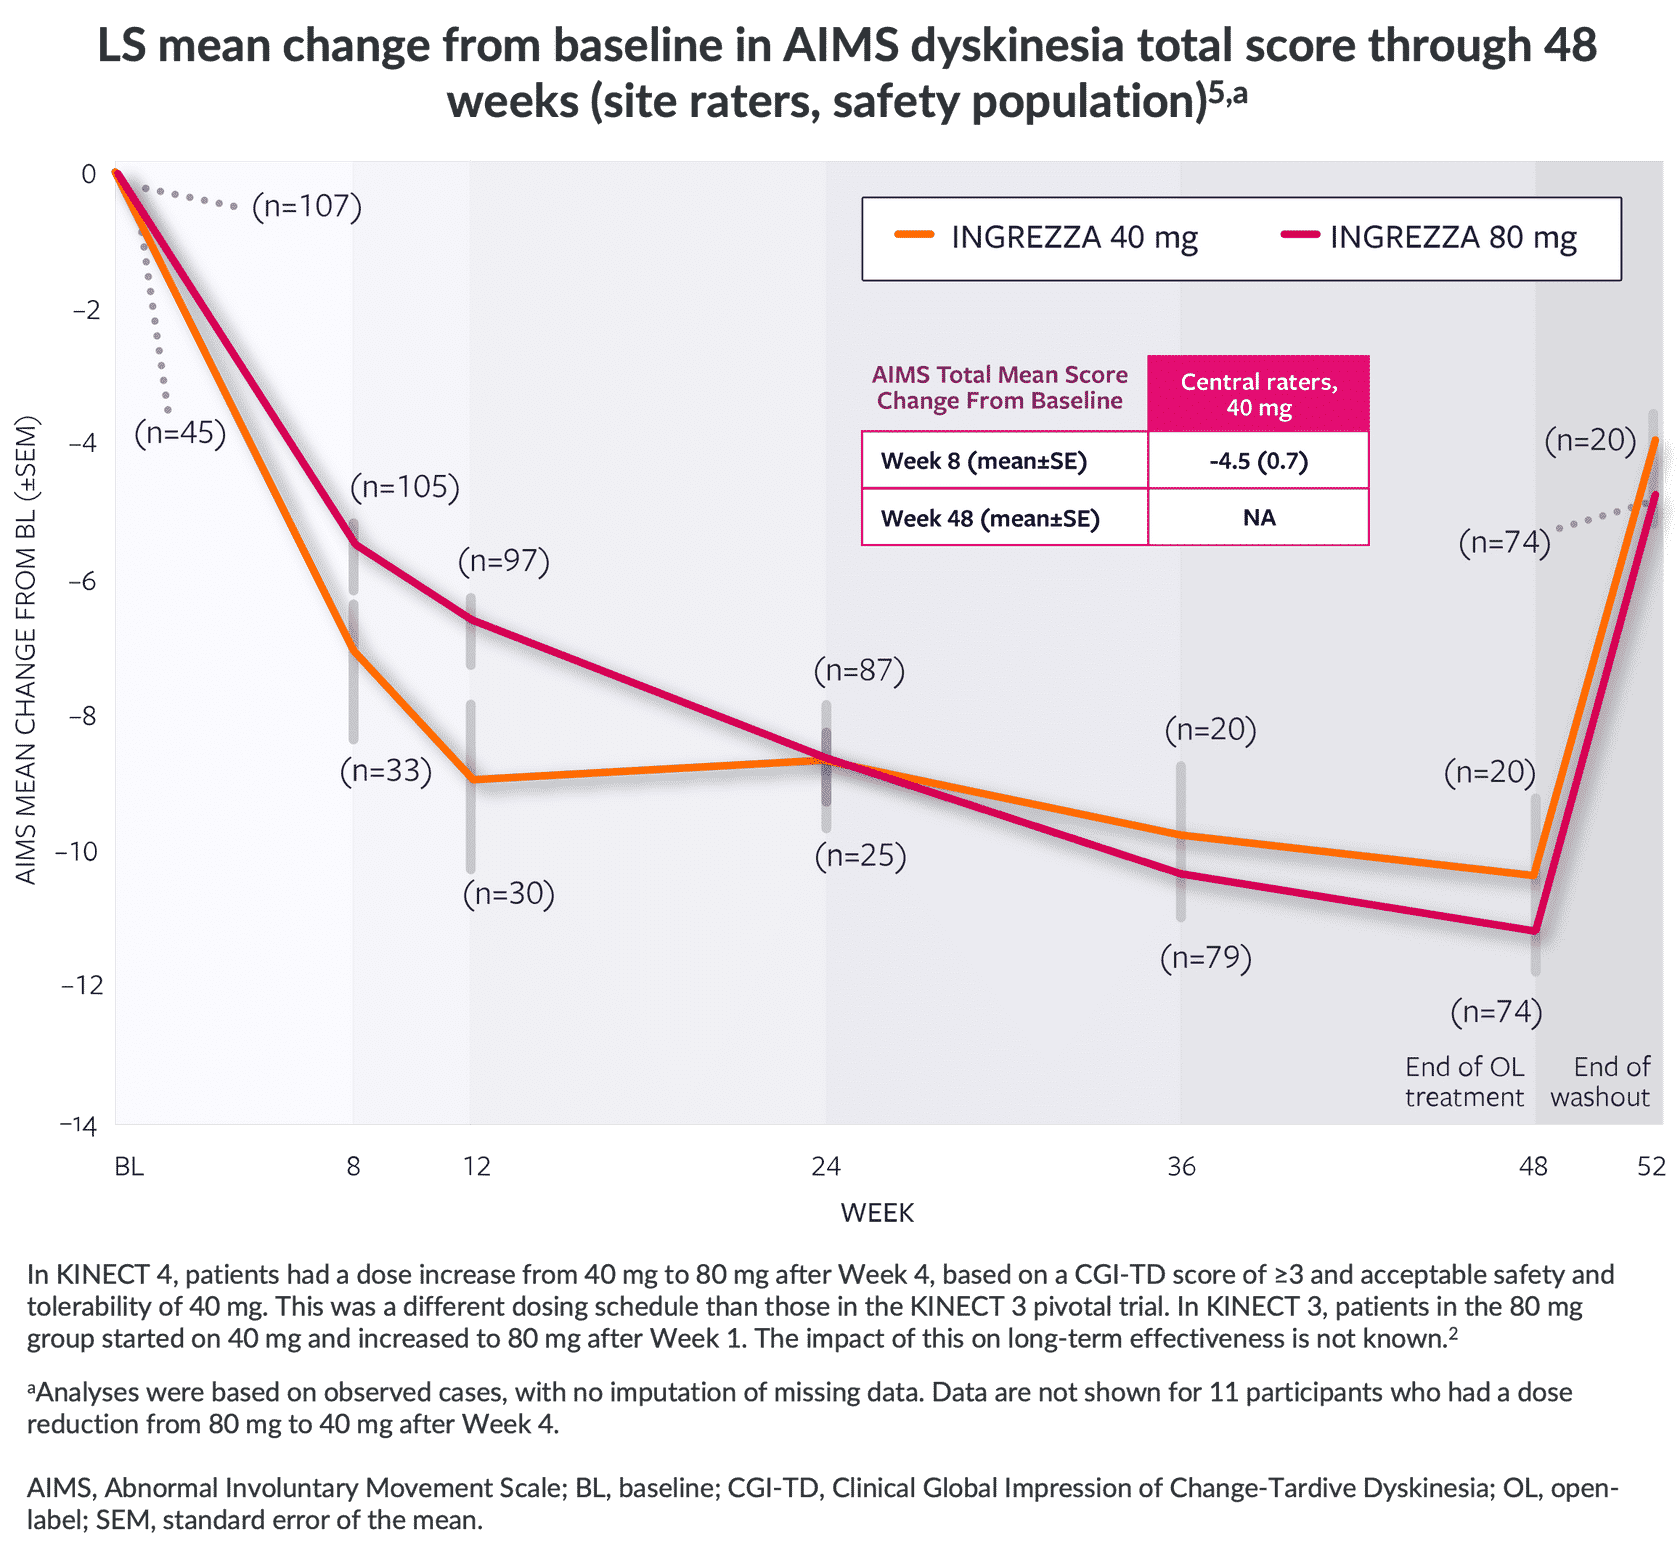 LS mean change from baseline in AIMS dyskinesia total score through 48
weeks (site raters, safety population)⁵,ᵃ
AIMS MEAN CHANGE FROM BL (±SEM)
0
–2
–4
–6
–8
–10
–12
–14
INGREZZA 40 mg
INGREZZA 80 mg
AIMS Total Mean Score
Change From Baseline
Central raters,
40 mg
Week 8 (mean±SE)
-4.5 (0.7)
Week 48 (mean±SE)
NA
(n=107)
(n=45)
(n=105)
(n=33)
(n=97)
(n=30)
(n=87)
(n=25)
(n=20)
(n=79)
(n=20)
(n=74)
(n=20)
(n=74)
End of OL
treatment
End of
washout
BL
8
12
24
36
48
52
WEEK
In KINECT 4, patients had a dose increase from 40 mg to 80 mg after Week 4, based on a CGI-TD score of ≥3 and acceptable safety and
tolerability of 40 mg. This was a different dosing schedule than those in the KINECT 3 pivotal trial. In KINECT 3, patients in the 80 mg
group started on 40 mg and increased to 80 mg after Week 1. The impact of this on long-term effectiveness is not known.²
ᵃAnalyses were based on observed cases, with no imputation of missing data. Data are not shown for 11 participants who had a dose
reduction from 80 mg to 40 mg after Week 4.
AIMS, Abnormal Involuntary Movement Scale; BL, baseline; CGI-TD, Clinical Global Impression of Change-Tardive Dyskinesia; OL, open-
label; SEM, standard error of the mean.